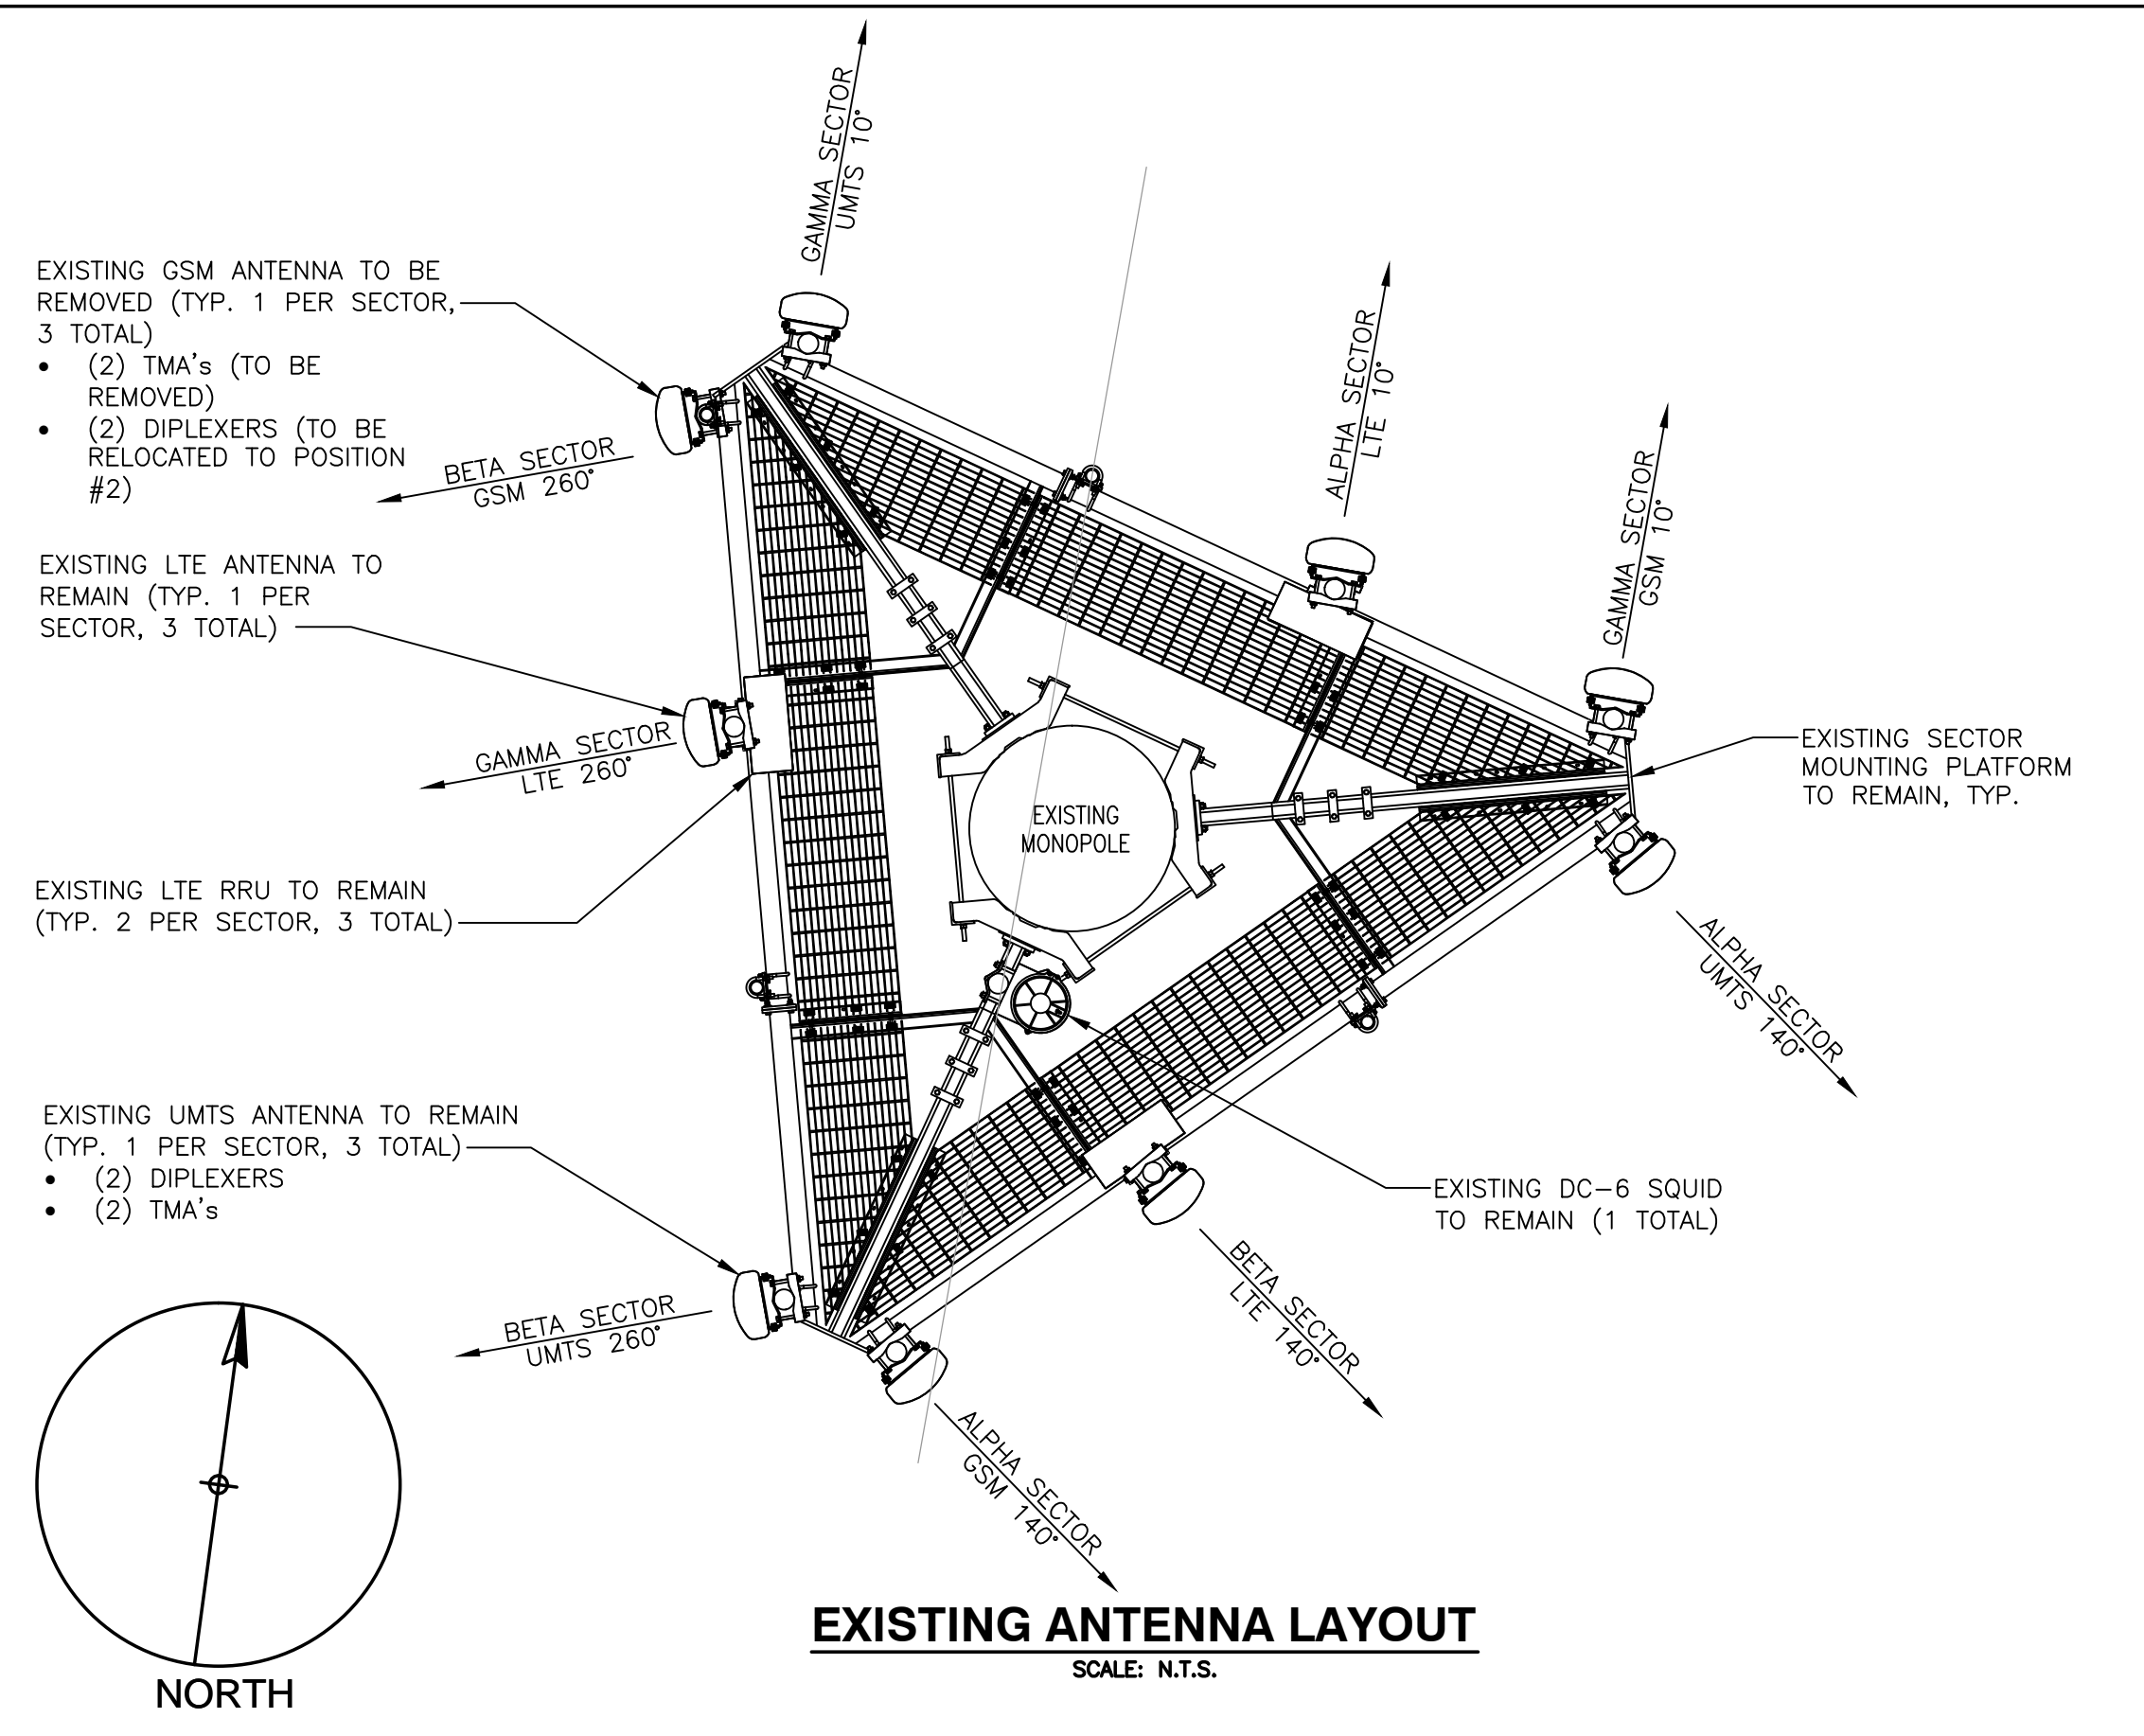 GAMMA SECTOR
UMTS 10°
EXISTING GSM ANTENNA TO BE
REMOVED (TYP. 1 PER SECTOR,
3 TOTAL)
• (2) TMA's (TO BE
REMOVED)
• (2) DIPLEXERS (TO BE
RELOCATED TO POSITION
#2)
ALPHA SECTOR
LTE 10°
GAMMA SECTOR
GSM 10°
BETA SECTOR
GSM 260°
EXISTING LTE ANTENNA TO
REMAIN (TYP. 1 PER
SECTOR, 3 TOTAL)
GAMMA SECTOR
LTE 260°
EXISTING SECTOR
MOUNTING PLATFORM
TO REMAIN, TYP.
EXISTING
MONOPOLE
EXISTING LTE RRU TO REMAIN
(TYP. 2 PER SECTOR, 3 TOTAL)
ALPHA SECTOR
UMTS 140°
EXISTING UMTS ANTENNA TO REMAIN
(TYP. 1 PER SECTOR, 3 TOTAL)
• (2) DIPLEXERS
• (2) TMA's
EXISTING DC-6 SQUID
TO REMAIN (1 TOTAL)
BETA SECTOR
LTE 140°
BETA SECTOR
UMTS 260°
ALPHA SECTOR
GSM 140°
EXISTING ANTENNA LAYOUT
SCALE: N.T.S.
NORTH